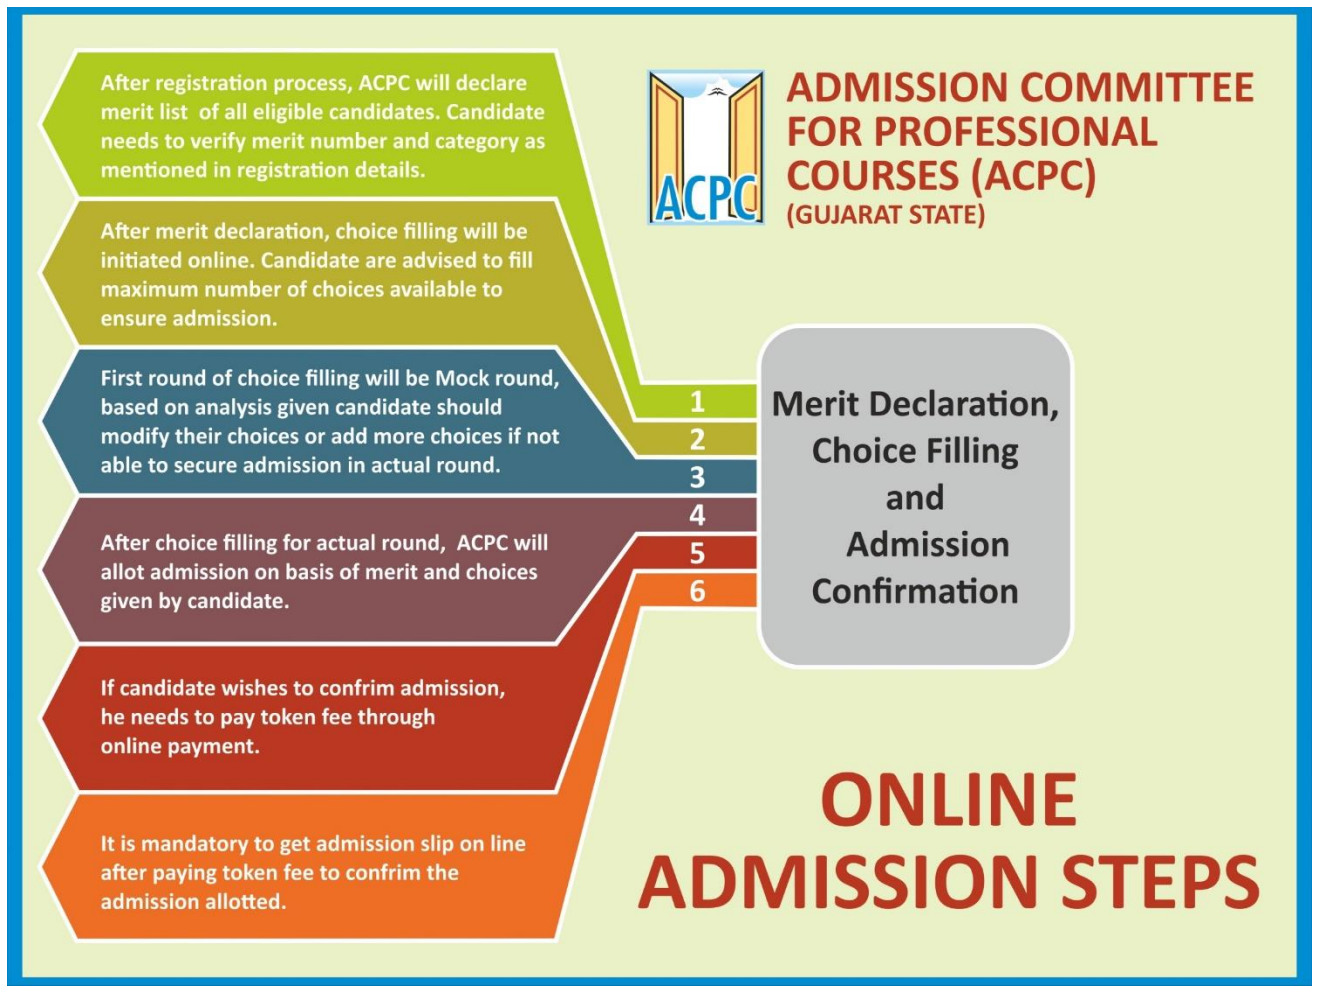 After registration process, ACPC will declare
merit list of all eligible candidates. Candidate
needs to verify merit number and category as
mentioned in registration details.
After merit declaration, choice filling will be
initiated online. Candidate are advised to fill
maximum number of choices available to
ensure admission.
First round of choice filling will be Mock round,
based on analysis given candidate should
modify their choices or add more choices if not
able to secure admission in actual round.
After choice filling for actual round, ACPC will
allot admission on basis of merit and choices
given by candidate.
If candidate wishes to confrim admission,
he needs to pay token fee through
online payment.
It is mandatory to get admission slip on line
after paying token fee to confrim the
admission allotted.
1
2
3
4
5
6
ACPC
ADMISSION COMMITTEE
FOR PROFESSIONAL
COURSES (ACPC)
(GUJARAT STATE)
Merit Declaration,
Choice Filling
and
Admission
Confirmation
ONLINE
ADMISSION STEPS